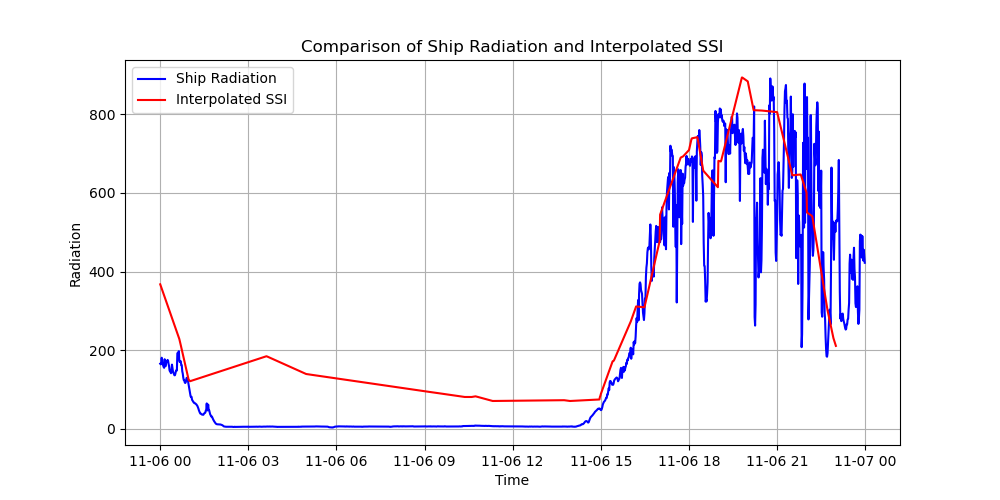 Comparison of Ship Radiation and Interpolated SSI
Ship Radiation
Interpolated SSI
800
600
400
200
0
Radiation
11-06 00 11-06 03 11-06 06 11-06 09 11-06 12 11-06 15 11-06 18 11-06 21 11-07 00
Time